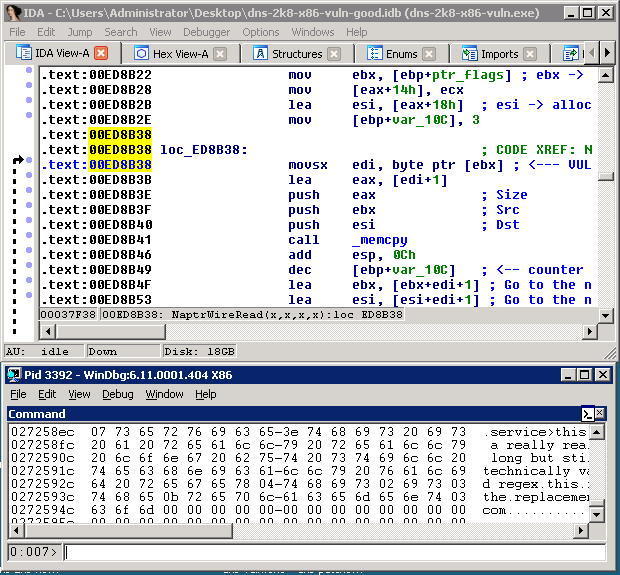 IDA - C:\Users\Administrator\Desktop\dns-2k8-x86-vuln-good.idb (dns-2k8-x86-vuln.exe)
File Edit Jump Search View Debugger Options Windows Help
IDA View-A Hex View-A Structures Enums Imports
.text:00ED8B22 mov ebx, [ebp+ptr_flags] ; ebx ->
.text:00ED8B28 mov [eax+14h], ecx
.text:00ED8B2B lea esi, [eax+18h] ; esi -> alloc
.text:00ED8B2E mov [ebp+var_10C], 3
.text:00ED8B38
.text:00ED8B38 loc_ED8B38: ; CODE XREF: N
.text:00ED8B38 movsx edi, byte ptr [ebx] ; <--- VUL
.text:00ED8B3B lea eax, [edi+1]
.text:00ED8B3E push eax ; Size
.text:00ED8B3F push ebx ; Src
.text:00ED8B40 push esi ; Dst
.text:00ED8B41 call _memcpy
.text:00ED8B46 add esp, 0Ch
.text:00ED8B49 dec [ebp+var_10C] ; <-- counter
.text:00ED8B4F lea ebx, [ebx+edi+1] ; Go to the n
.text:00ED8B53 lea esi, [esi+edi+1] ; Go to the n
00037F38 00ED8B38: NaptrWireRead(x,x,x,x):loc_ED8B38
AU: idle Down Disk: 18GB
Pid 3392 - WinDbg:6.11.0001.404 X86
File Edit View Debug Window Help
Command
027258ec 07 73 65 72 76 69 63 65-3e 74 68 69 73 20 69 73 .service>this
027258fc 20 61 20 72 65 61 6c 6c-79 20 72 65 61 6c 6c 79 a really rea
0272590c 20 6c 6f 6e 67 20 62 75-74 20 73 74 69 6c 6c 20 long but sti
0272591c 74 65 63 68 6e 69 63 61-6c 6c 79 20 76 61 6c 69 technically va
0272592c 64 20 72 65 67 65 78 04-74 68 69 73 02 69 73 03 d regex.this.
0272593c 74 68 65 0b 72 65 70 6c-61 63 65 6d 65 6e 74 03 the.replaceme
0272594c 63 6f 6d 00 00 00 00 00-00 00 00 00 00 00 00 00 com..........
0:007>